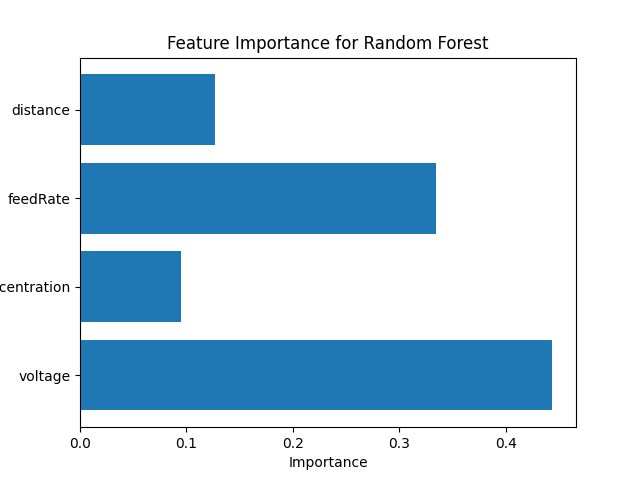 Feature Importance for Random Forest
distance
feedRate
centration
voltage
0.0 0.1 0.2 0.3 0.4
Importance